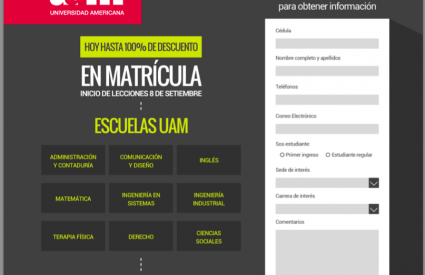 UNIVERSIDAD AMERICANA
HOY HASTA 100% DE DESCUENTO
EN MATRÍCULA
INICIO DE LECCIONES 8 DE SETIEMBRE
ESCUELAS UAM
ADMINISTRACIÓN
Y CONTADURÍA
COMUNICACIÓN
Y DISEÑO
INGLÉS
MATEMÁTICA
INGENIERÍA EN
SISTEMAS
INGENIERÍA
INDUSTRIAL
TERAPIA FÍSICA
DERECHO
CIENCIAS
SOCIALES
para obtener información
Cédula
Nombre completo y apellidos
Teléfonos
Correo Electrónico
Sos estudiante:
Primer ingreso
Estudiante regular
Sede de interés
Carrera de interés
Comentarios